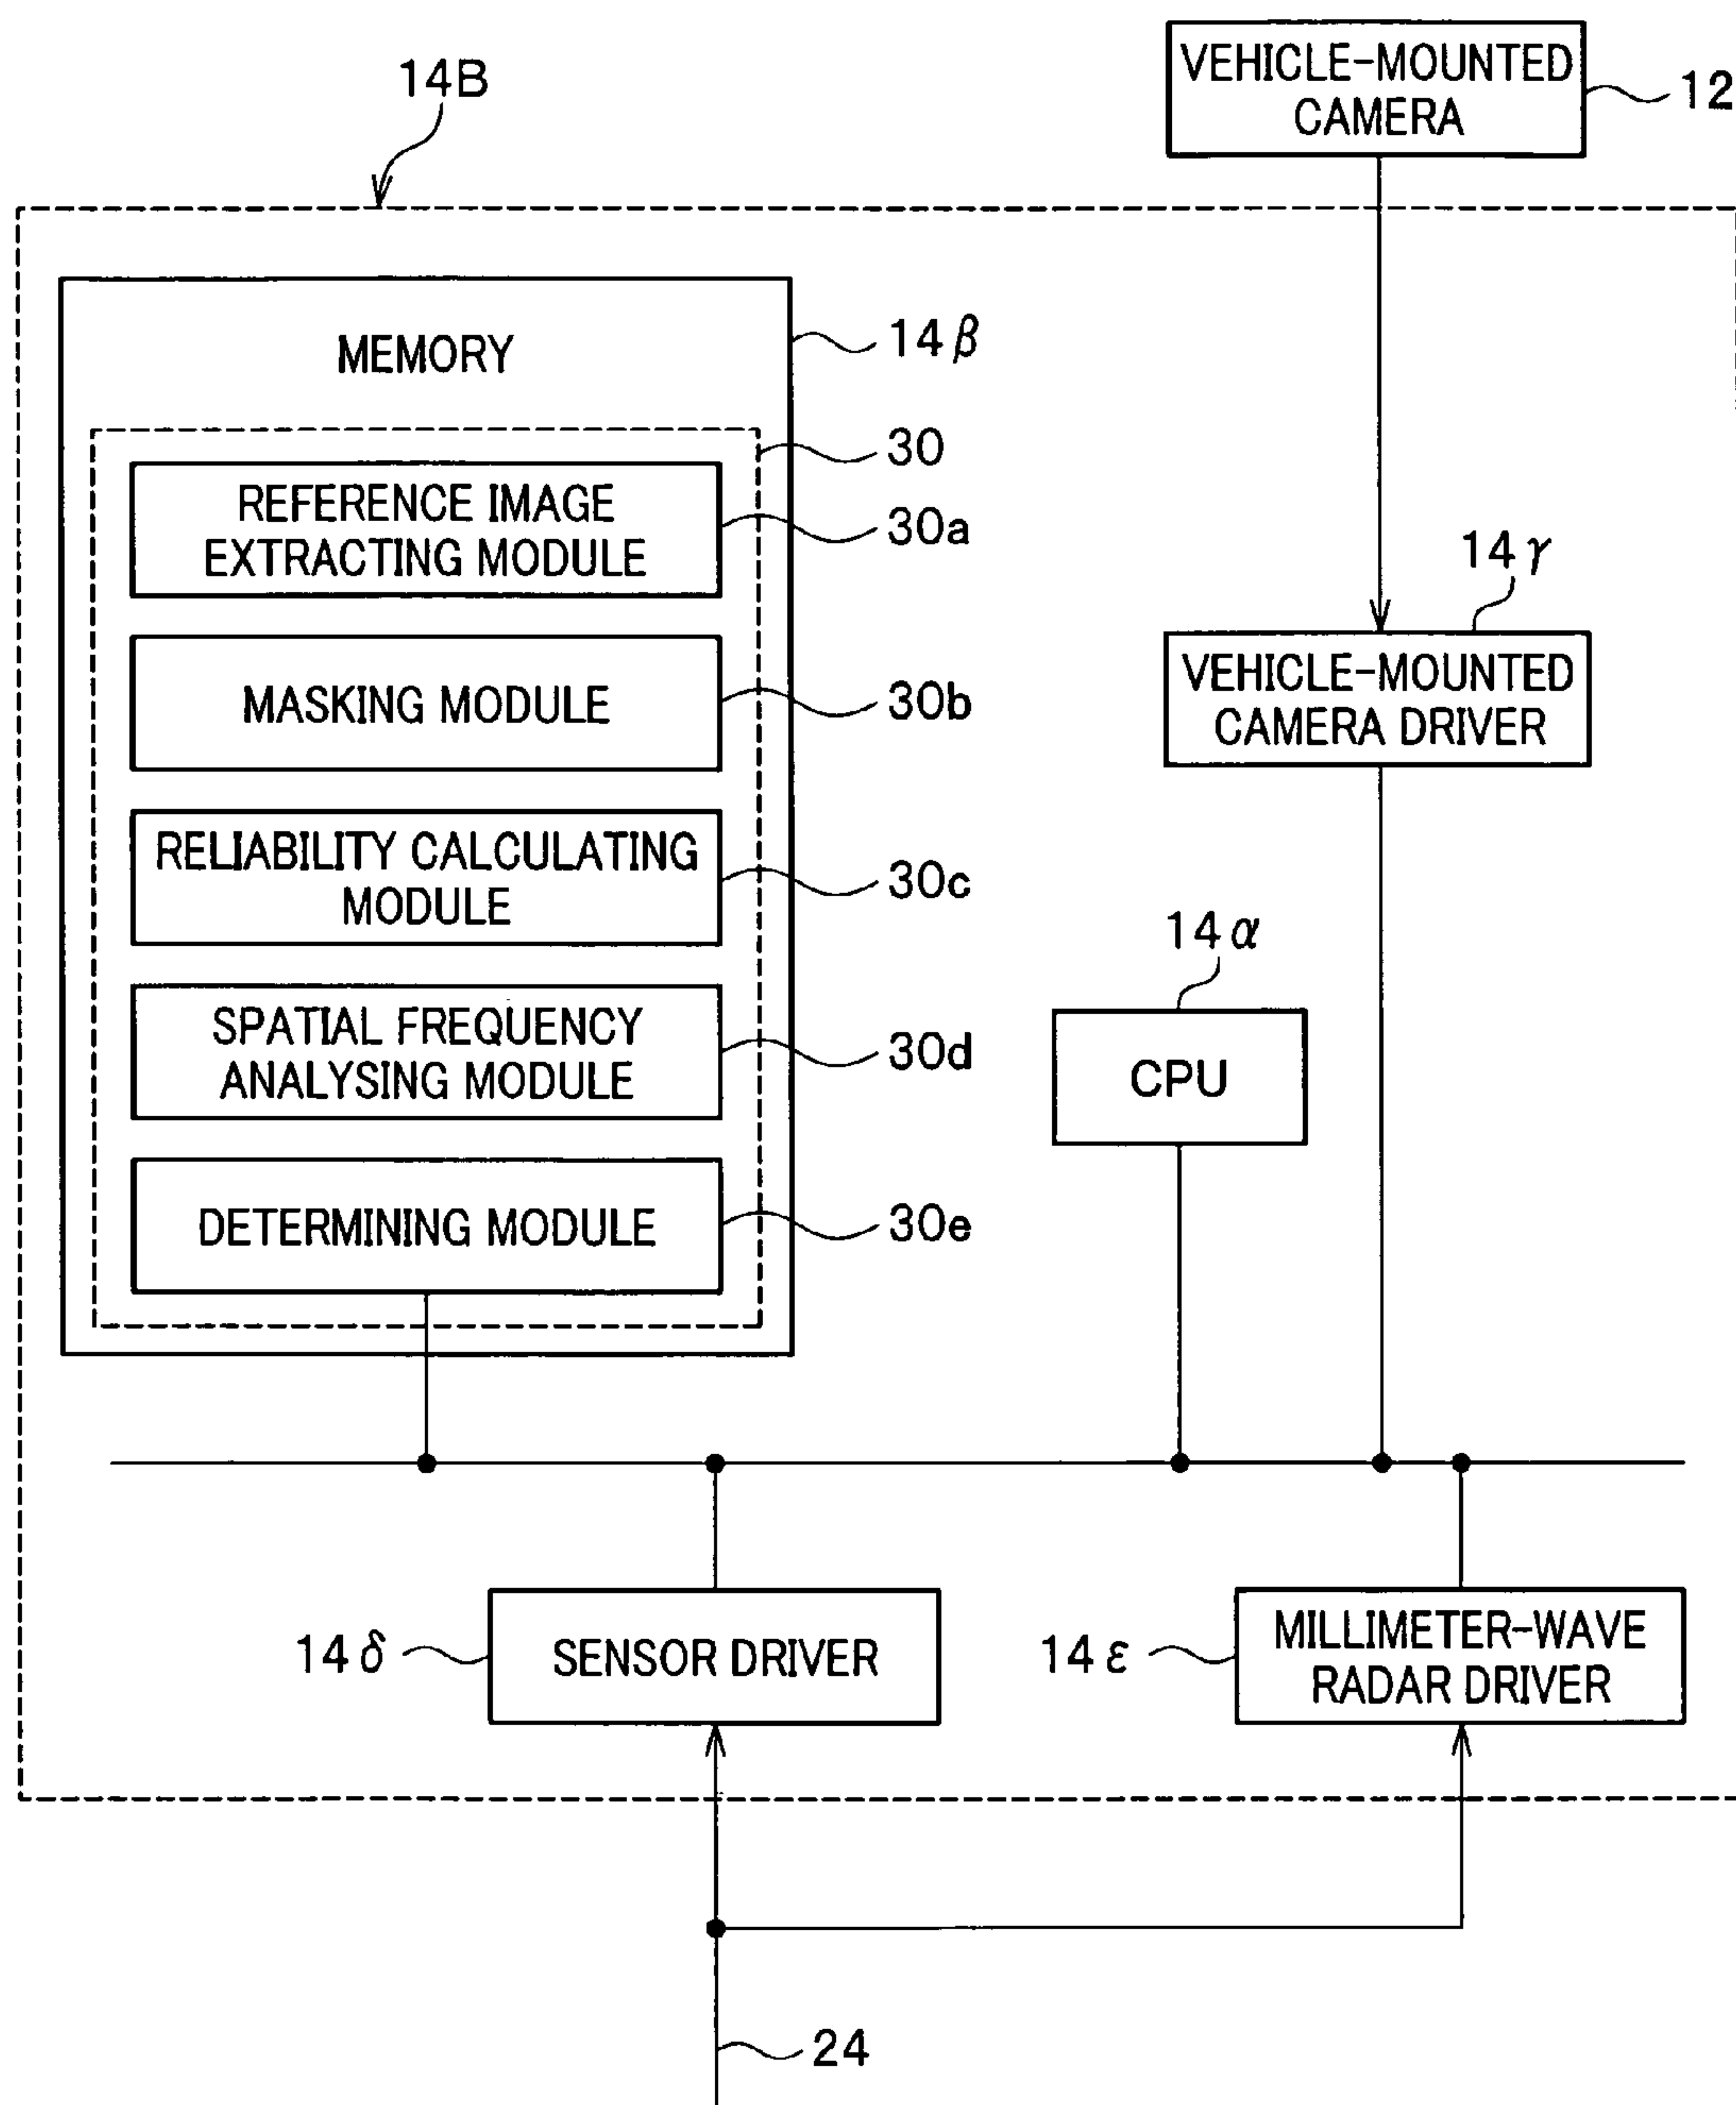 14B
VEHICLE-MOUNTED
CAMERA
12
MEMORY
14β
30
REFERENCE IMAGE
EXTRACTING MODULE
30a
14γ
VEHICLE-MOUNTED
CAMERA DRIVER
MASKING MODULE
30b
RELIABILITY CALCULATING
MODULE
30c
14α
CPU
SPATIAL FREQUENCY
ANALYSING MODULE
30d
DETERMINING MODULE
30e
14δ
SENSOR DRIVER
14ε
MILLIMETER-WAVE
RADAR DRIVER
24